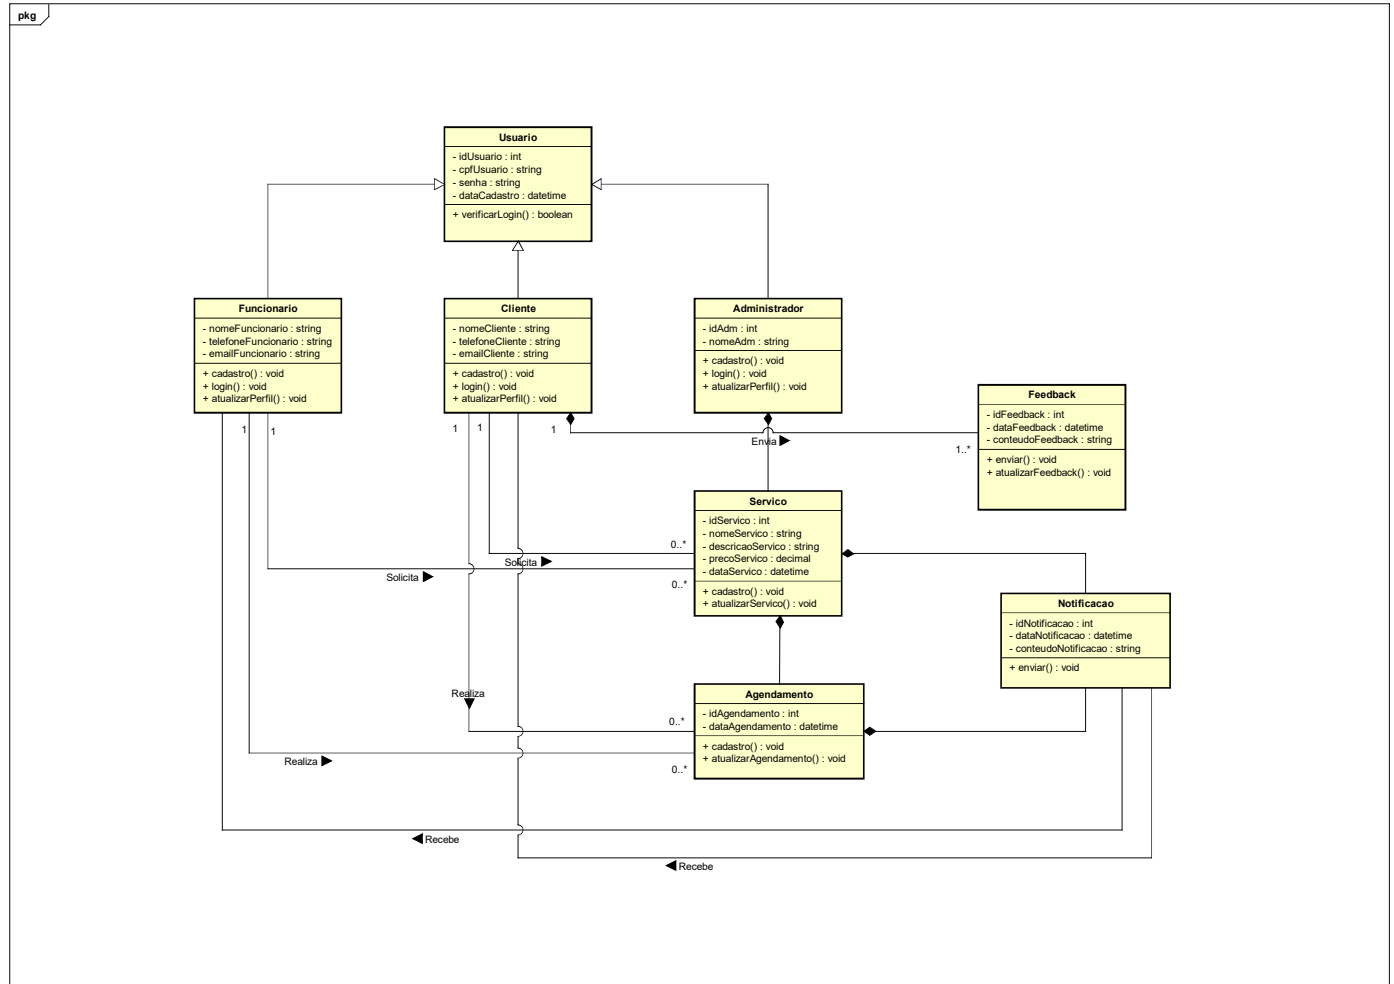 pkg
Usuario
- idUsuario : int
- cpfUsuario : string
- senha : string
- dataCadastro : datetime
+ verificarLogin() : boolean
Funcionario
- nomeFuncionario : string
- telefoneFuncionario : string
- emailFuncionario : string
+ cadastro() : void
+ login() : void
+ atualizarPerfil() : void
Cliente
- nomeCliente : string
- telefoneCliente : string
- emailCliente : string
+ cadastro() : void
+ login() : void
+ atualizarPerfil() : void
Administrador
- idAdm : int
- nomeAdm : string
+ cadastro() : void
+ login() : void
+ atualizarPerfil() : void
Feedback
- idFeedback : int
- dataFeedback : datetime
- conteudoFeedback : string
+ enviar() : void
+ atualizarFeedback() : void
1
1
1
1
1
Envia
1..*
Servico
- idServico : int
- nomeServico : string
- descricaoServico : string
- precoServico : decimal
- dataServico : datetime
+ cadastro() : void
+ atualizarServico() : void
0..*
Solicita
Solicita
0..*
Notificacao
- idNotificacao : int
- dataNotificacao : datetime
- conteudoNotificacao : string
+ enviar() : void
Agendamento
- idAgendamento : int
- dataAgendamento : datetime
+ cadastro() : void
+ atualizarAgendamento() : void
Realiza
0..*
Realiza
0..*
Recebe
Recebe